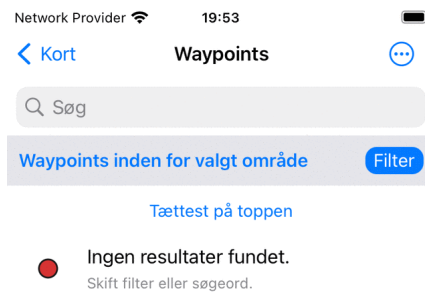 Network Provider 19:53
Kort Waypoints
Søg
Waypoints inden for valgt område Filter
Tættest på toppen
Ingen resultater fundet.
Skift filter eller søgeord.